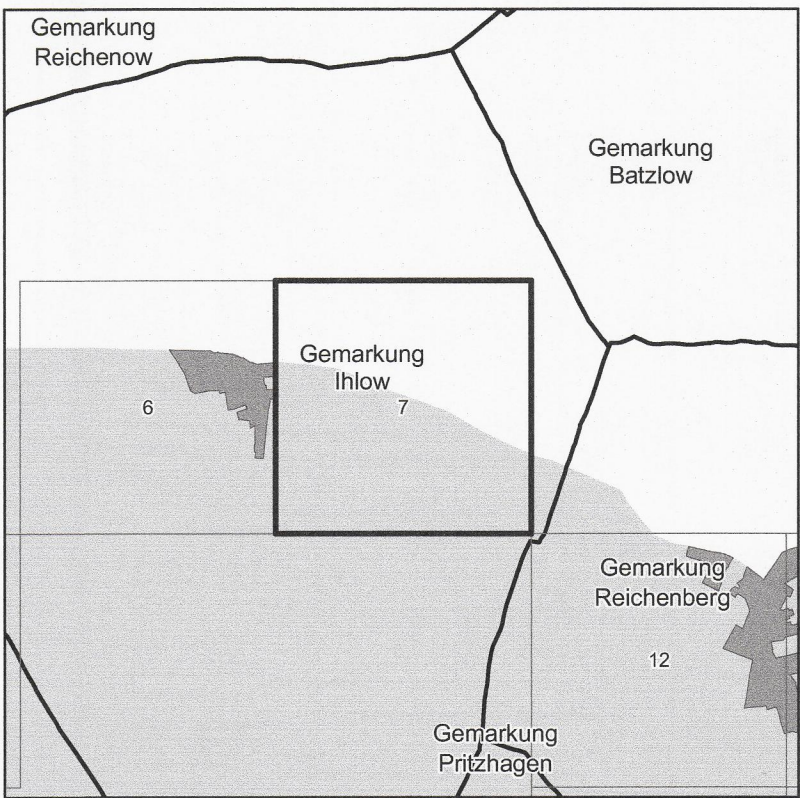 Gemarkung
Reichenow
Gemarkung
Batzlow
Gemarkung
Ihlow
6
7
Gemarkung
Reichenberg
12
Gemarkung
Pritzhagen